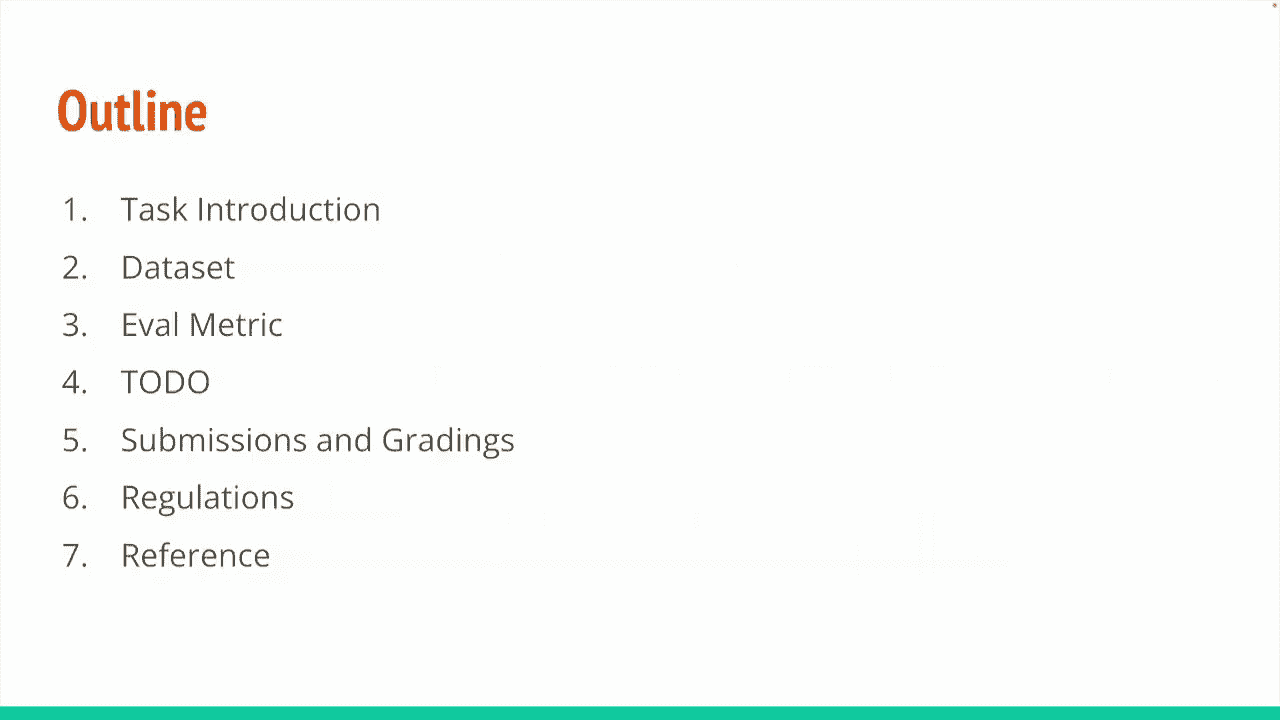 Outline
1. Task Introduction
2. Dataset
3. Eval Metric
4. TODO
5. Submissions and Gradings
6. Regulations
7. Reference